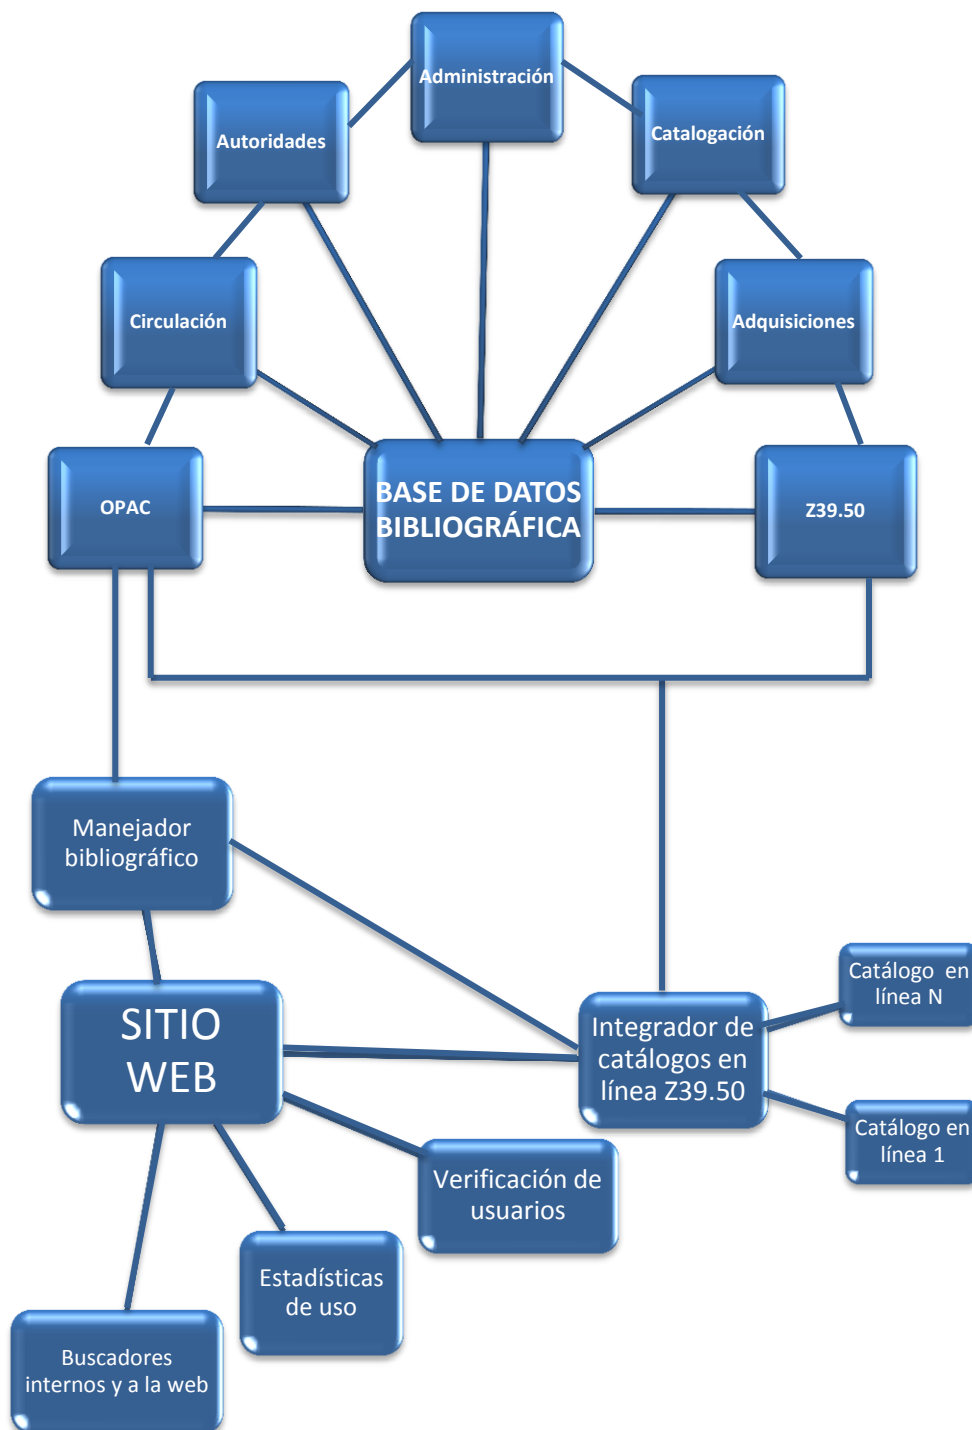 Administración
Catalogación
Autoridades
Circulación
Adquisiciones
OPAC
BASE DE DATOS
BIBLIOGRÁFICA
Z39.50
Manejador
bibliográfico
SITIO
WEB
Integrador de
catálogos en
línea Z39.50
Catálogo en
línea N
Catálogo en
línea 1
Verificación de
usuarios
Estadísticas
de uso
Buscadores
internos y a la web